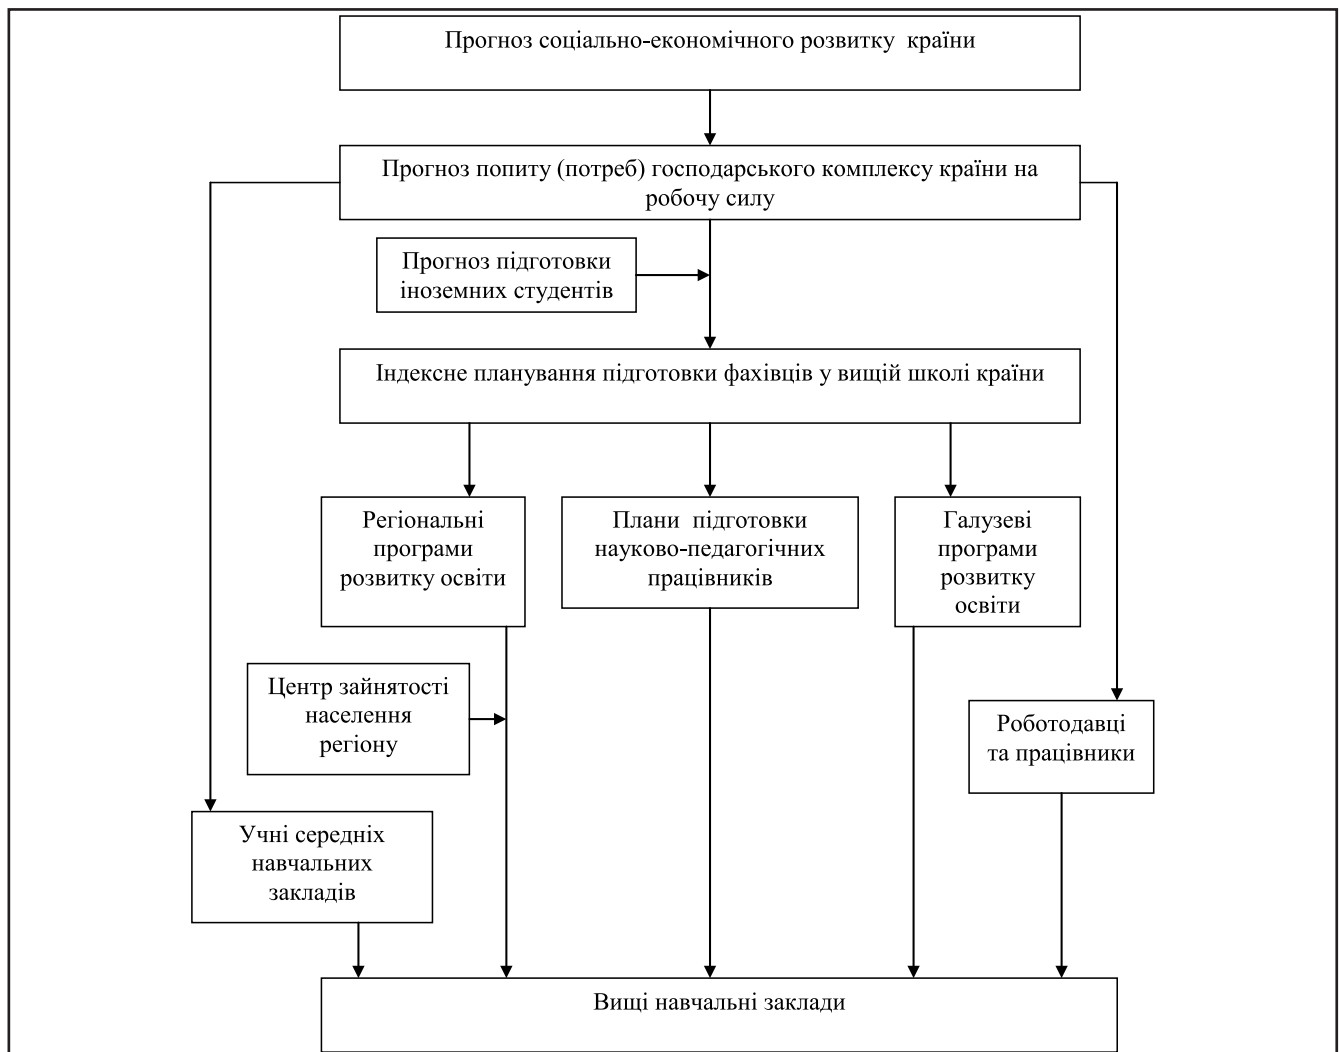 Прогноз соціально-економічного розвитку країни
Прогноз попиту (потреб) господарського комплексу країни на
робочу силу
Прогноз підготовки
іноземних студентів
Індексне планування підготовки фахівців у вищій школі країни
Регіональні
програми
розвитку освіти
Плани підготовки
науково-педагогічних
працівників
Галузеві
програми
розвитку
освіти
Центр зайнятості
населення
регіону
Роботодавці
та працівники
Учні середніх
навчальних
закладів
Вищі навчальні заклади